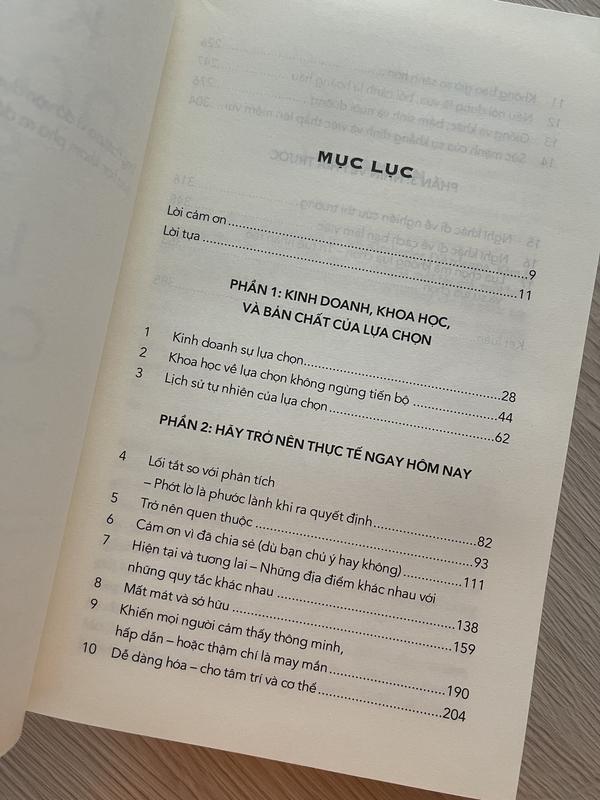 MỤC LỤC
Lời cảm ơn ........ 9
Lời tựa ........ 11
PHẦN 1: KINH DOANH, KHOA HỌC,
VÀ BẢN CHẤT CỦA LỰA CHỌN
1 Kinh doanh sự lựa chọn ........ 28
2 Khoa học về lựa chọn không ngừng tiến bộ ........ 44
3 Lịch sử tự nhiên của lựa chọn ........ 62
PHẦN 2: HÃY TRỞ NÊN THỰC TẾ NGAY HÔM NAY
4 Lối tắt so với phân tích
– Phớt lờ là phước lành khi ra quyết định ........ 82
5 Trở nên quen thuộc ........ 93
6 Cám ơn vì đã chia sẻ (dù bạn chú ý hay không) ........ 111
7 Hiện tại và tương lai – Những địa điểm khác nhau với
những quy tắc khác nhau ........ 138
8 Mất mát và sở hữu ........ 159
9 Khiến mọi người cảm thấy thông minh,
hấp dẫn – hoặc thậm chí là may mắn ........ 190
10 Dễ dàng hóa – cho tâm trí và cơ thể ........ 204